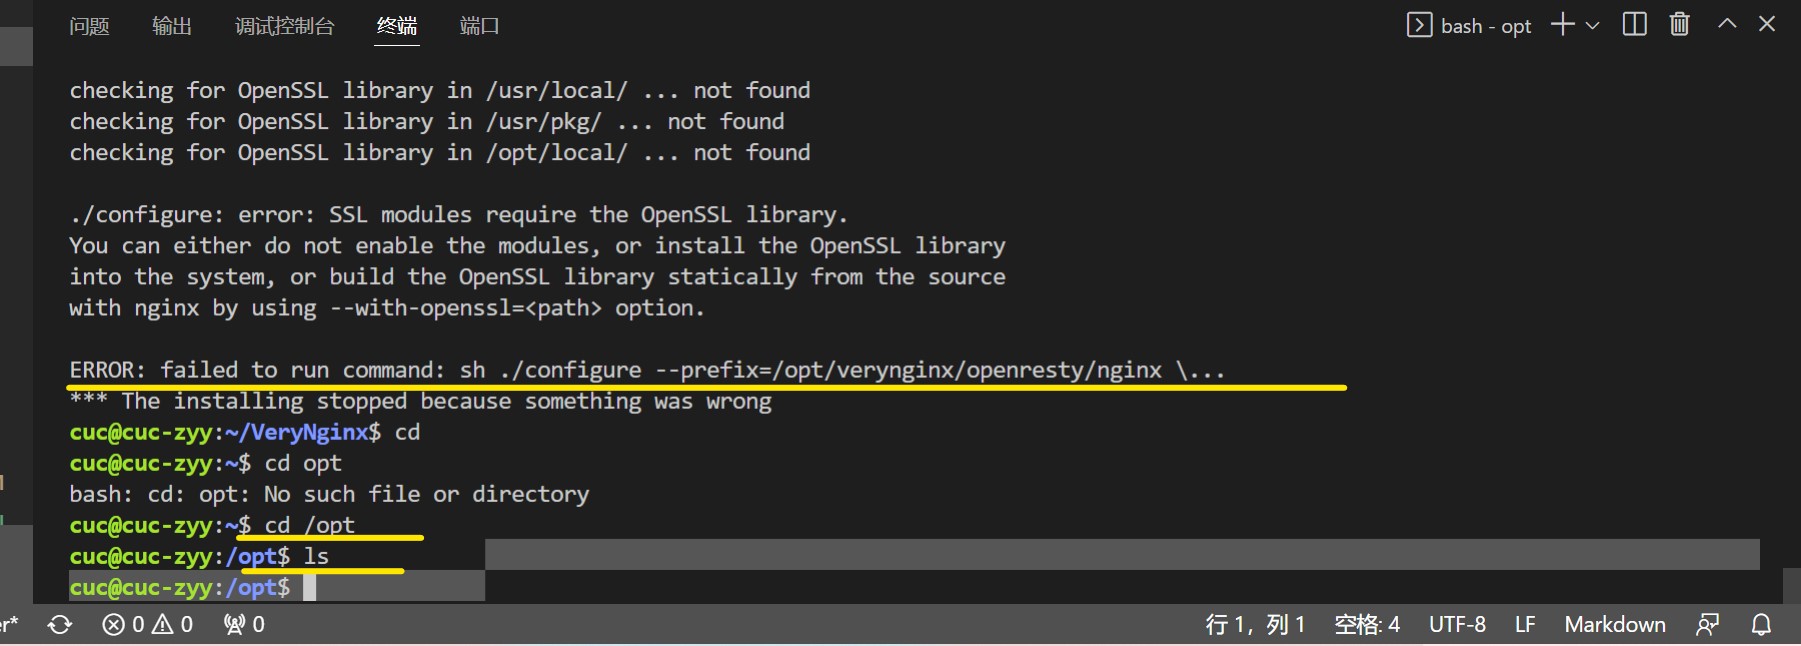 问题 输出 调试控制台 终端 端口 bash - opt
checking for OpenSSL library in /usr/local/ ... not found
checking for OpenSSL library in /usr/pkg/ ... not found
checking for OpenSSL library in /opt/local/ ... not found
./configure: error: SSL modules require the OpenSSL library.
You can either do not enable the modules, or install the OpenSSL library
into the system, or build the OpenSSL library statically from the source
with nginx by using --with-openssl=<path> option.
ERROR: failed to run command: sh ./configure --prefix=/opt/verynginx/openresty/nginx \...
*** The installing stopped because something was wrong
cuc@cuc-zyy:~/VeryNginx$ cd
cuc@cuc-zyy:~$ cd opt
bash: cd: opt: No such file or directory
cuc@cuc-zyy:~$ cd /opt
cuc@cuc-zyy:/opt$ ls
cuc@cuc-zyy:/opt$
0 0 0 行 1，列 1 空格: 4 UTF-8 LF Markdown